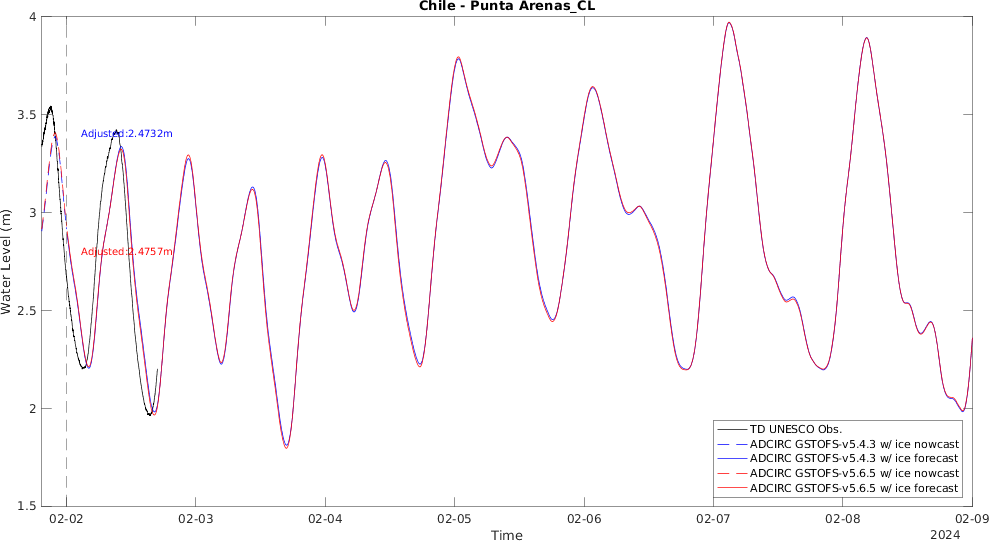 Chile - Punta Arenas_CL
4
3.5
3
2.5
2
1.5
Water Level (m)
Adjusted:2.4732m
Adjusted:2.4757m
TD UNESCO Obs.
ADCIRC GSTOFS-v5.4.3 w/ ice nowcast
ADCIRC GSTOFS-v5.4.3 w/ ice forecast
ADCIRC GSTOFS-v5.6.5 w/ ice nowcast
ADCIRC GSTOFS-v5.6.5 w/ ice forecast
02-02 02-03 02-04 02-05 02-06 02-07 02-08 02-09
Time
2024